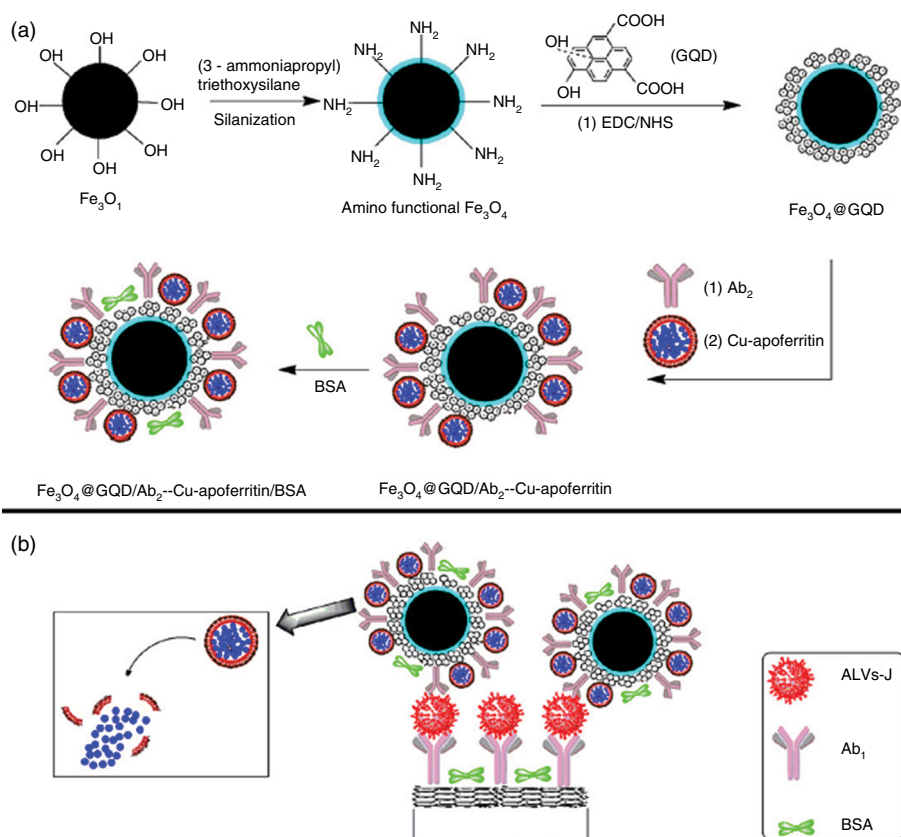 (a)
OH
OH
OH
OH
OH
OH
OH
OH
Fe3O1
(3 - ammoniapropyl)
triethoxysilane
Silanization
NH2
NH2
NH2
NH2
NH2
NH2
NH2
NH2
Amino functional Fe3O4
COOH
OH
(GQD)
OH
COOH
(1) EDC/NHS
Fe3O4@GQD
(1) Ab2
(2) Cu-apoferritin
BSA
Fe3O4@GQD/Ab2--Cu-apoferritin/BSA
Fe3O4@GQD/Ab2--Cu-apoferritin
(b)
ALVs-J
Ab1
BSA